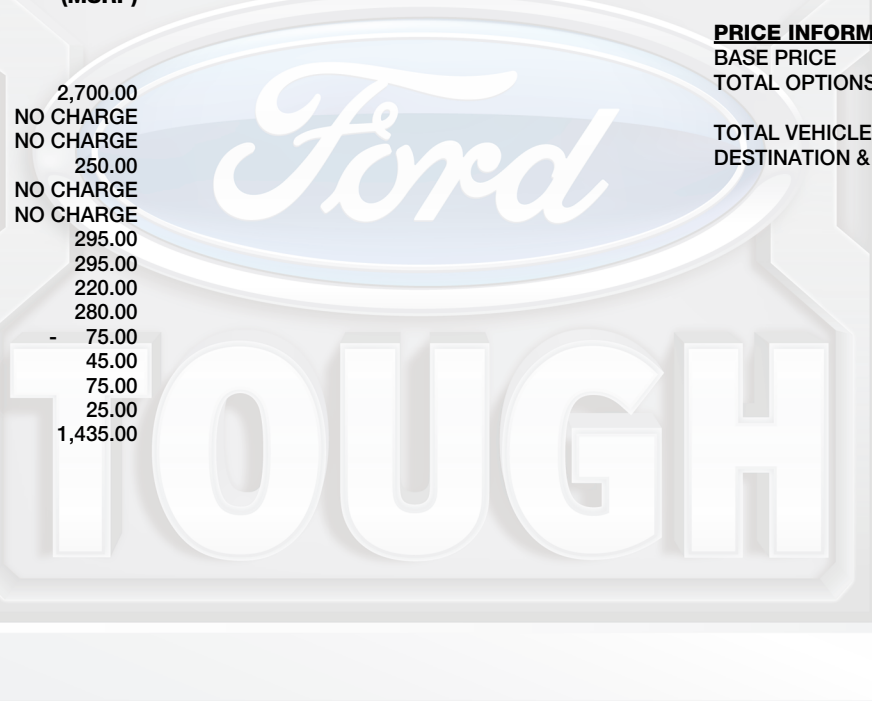 (MSRP)
2,700.00
NO CHARGE
NO CHARGE
250.00
NO CHARGE
NO CHARGE
295.00
295.00
220.00
280.00
- 75.00
45.00
75.00
25.00
1,435.00
PRICE INFORM
BASE PRICE
TOTAL OPTIONS
TOTAL VEHICLE
DESTINATION &
Ford
TOUGH